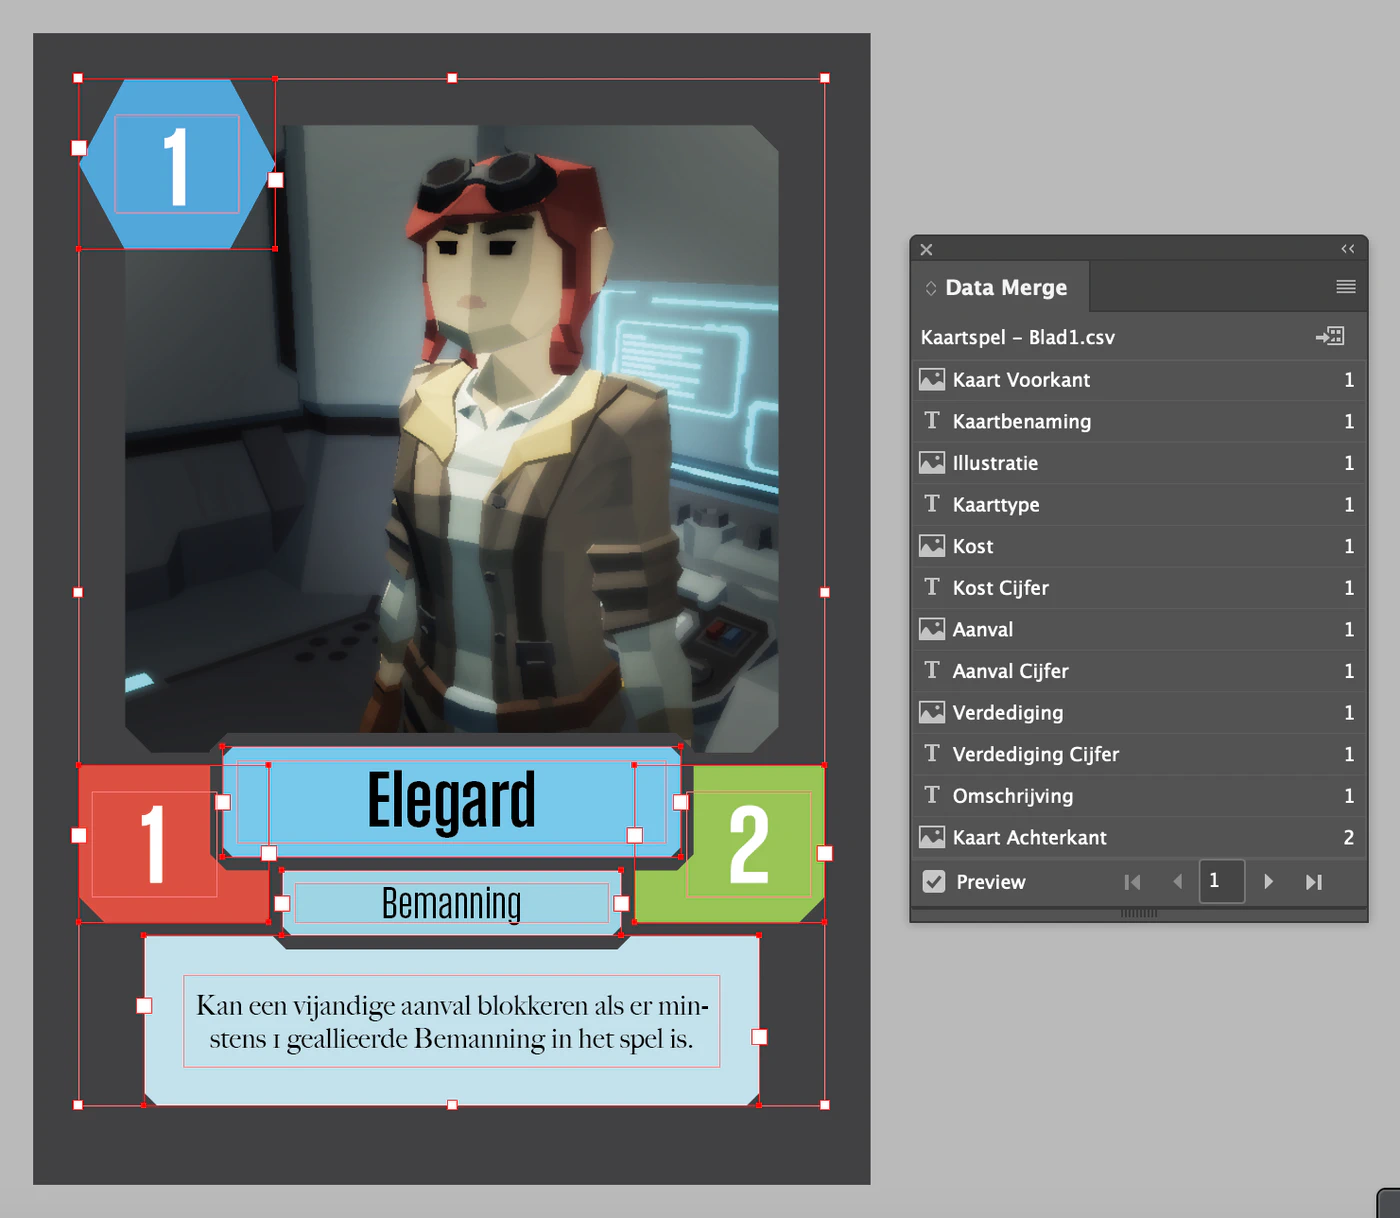 1
Elegard
1
2
Bemanning
Kan een vijandige aanval blokkeren als er min-
stens 1 geallieerde Bemanning in het spel is.
Data Merge
Kaartspel – Blad1.csv
Kaart Voorkant 1
T Kaartbenaming 1
Illustratie 1
T Kaarttype 1
Kost 1
T Kost Cijfer 1
Aanval 1
T Aanval Cijfer 1
Verdediging 1
T Verdediging Cijfer 1
T Omschrijving 1
Kaart Achterkant 2
Preview 1